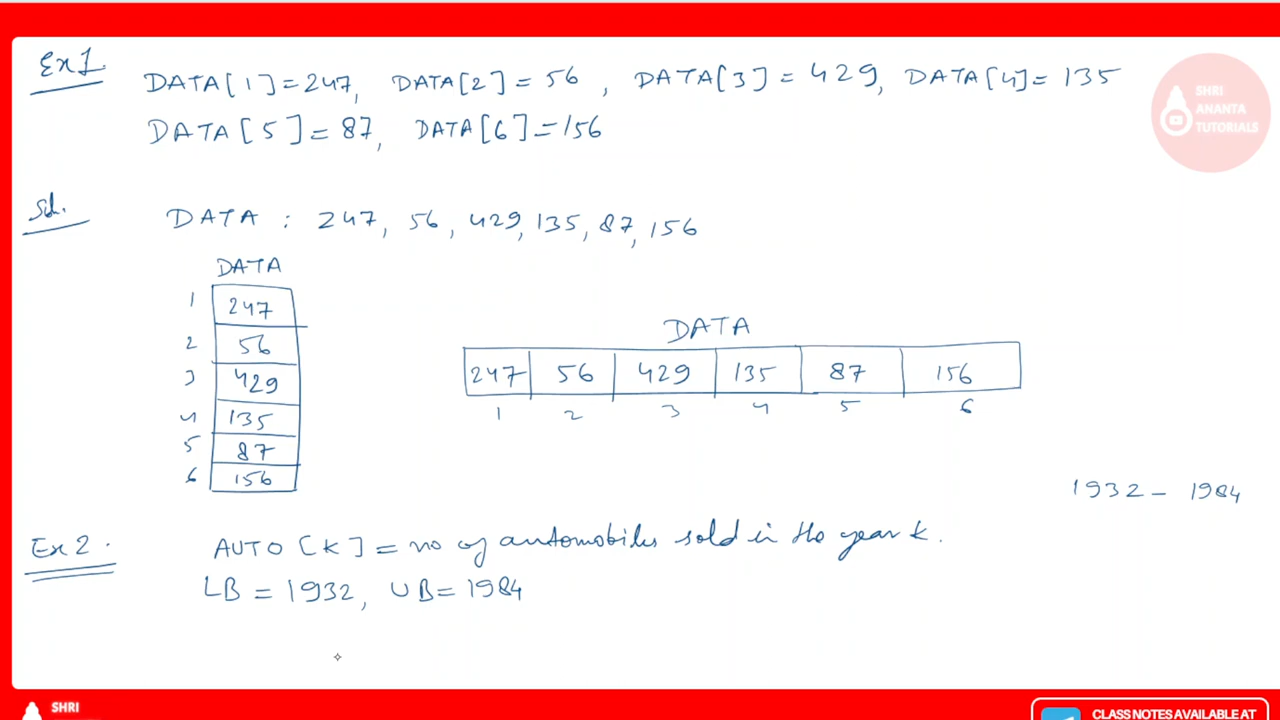 Ex 1.
DATA[1]=247, DATA[2]=56, DATA[3]=429, DATA[4]=135
DATA[5]=87, DATA[6]=156
SHRI
ANANTA
TUTORIALS
Sol.
DATA : 247, 56, 429, 135, 87, 156
DATA
1 247
2 56
3 429
4 135
5 87
6 156
DATA
247 56 429 135 87 156
1 2 3 4 5 6
1932 - 1984
Ex 2. AUTO [K] = no of automobiles sold in the year k.
LB = 1932, UB = 1984
SHRI
CLASS NOTES AVAILABLE AT